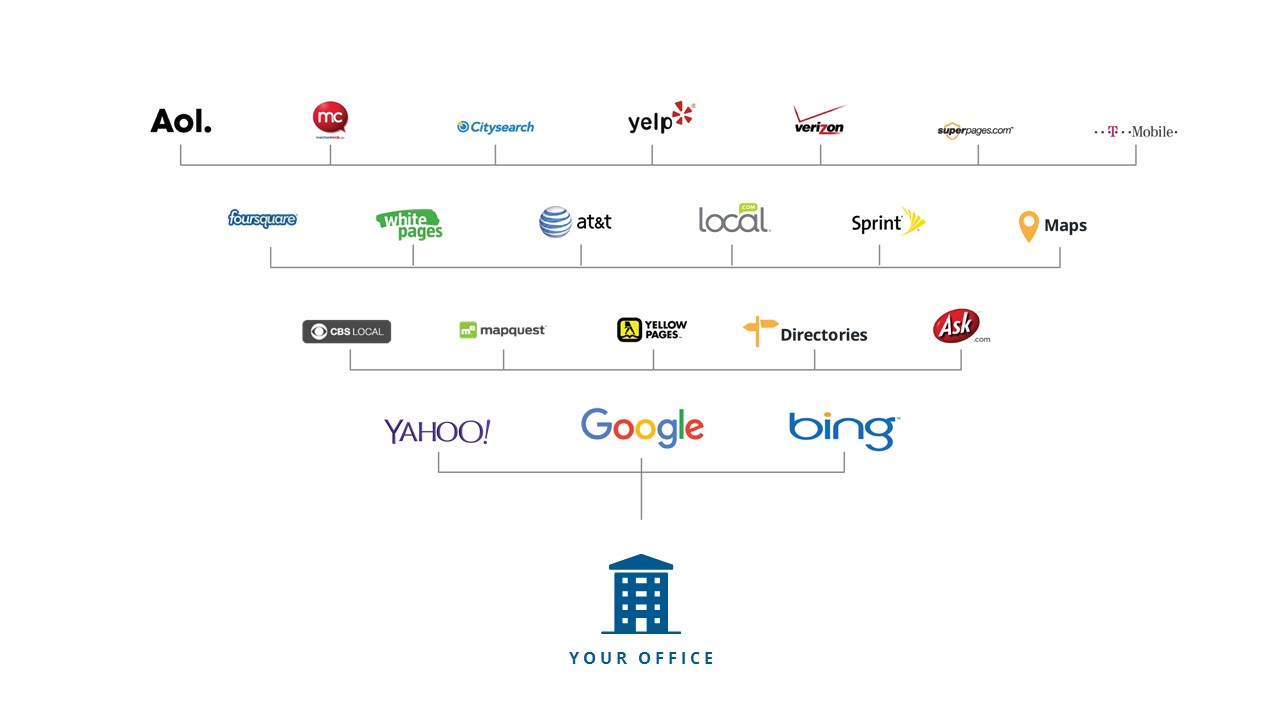 Aol.
mc
Citysearch
yelp
verizon
superpages.com
T Mobile
foursquare
white
pages
at&t
local
.COM
Sprint
Maps
CBS LOCAL
mapquest
YELLOW
PAGES
Directories
Ask
.com
YAHOO!
Google
bing
YOUR OFFICE